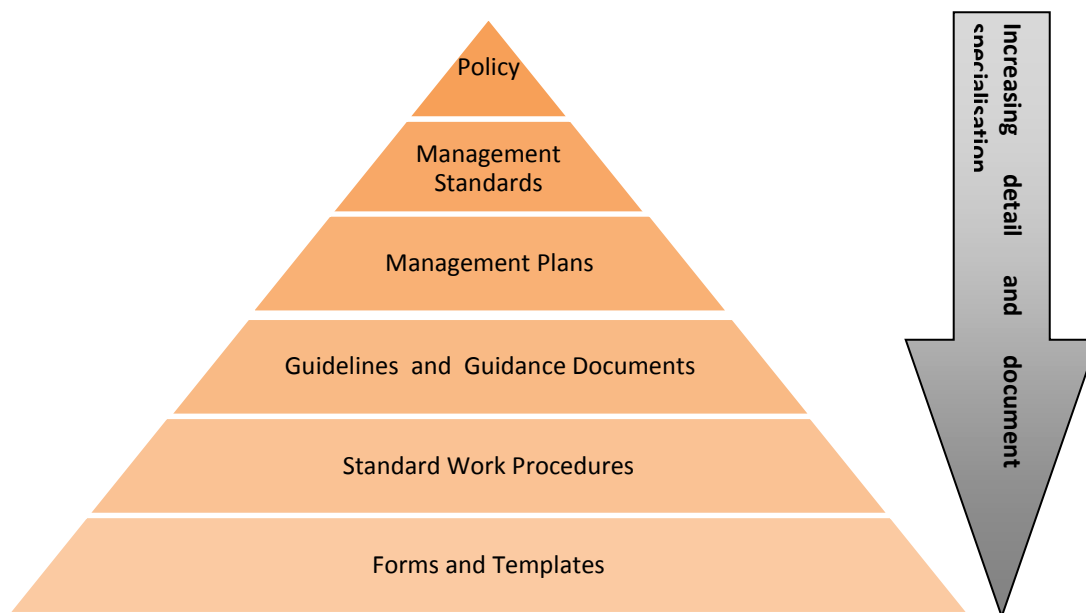 Policy
Management
Standards
Management Plans
Guidelines and Guidance Documents
Standard Work Procedures
Forms and Templates
Increasing detail and document
specialisation